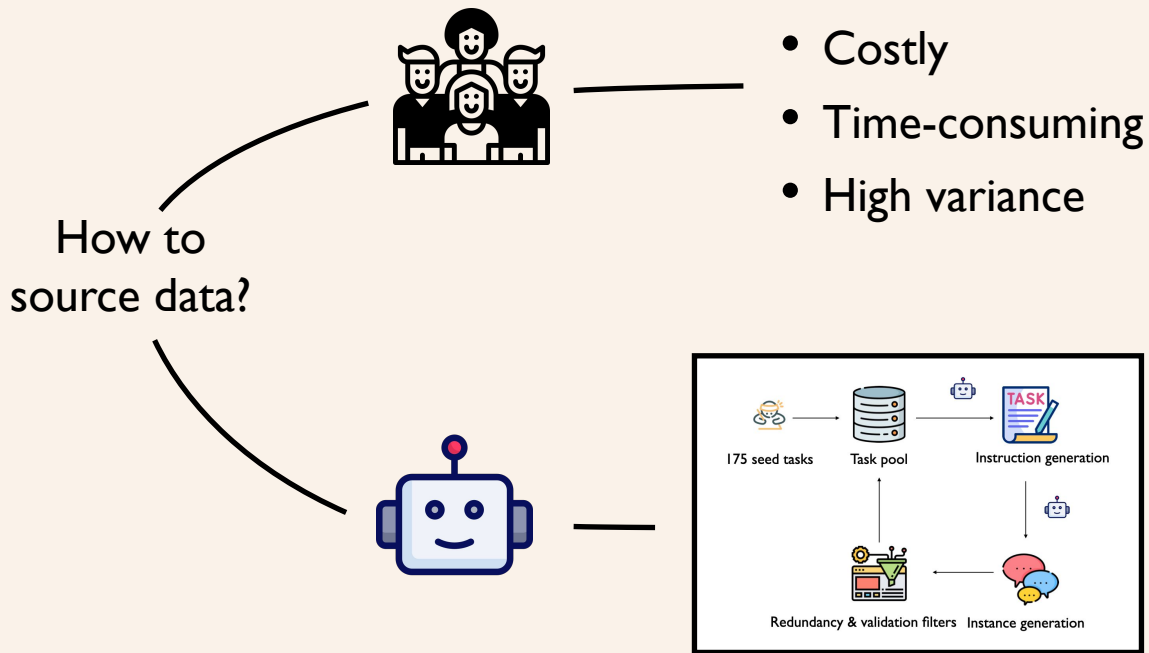 How to
source data?
• Costly
• Time-consuming
• High variance
175 seed tasks
Task pool
TASK
Instruction generation
Redundancy & validation filters
Instance generation